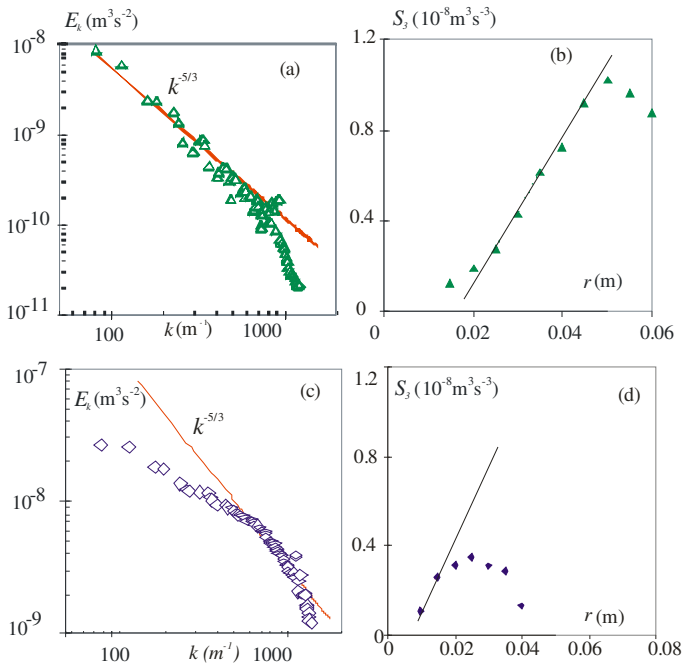 E_k (m³s⁻²)
10⁻⁸
10⁻⁹
10⁻¹⁰
10⁻¹¹
(a)
k⁻⁵/³
100
k(m⁻¹)
1000
S₃ (10⁻⁸m³s⁻³)
1.2
0.8
0.4
0
(b)
r (m)
0
0.02
0.04
0.06
10⁻⁷
10⁻⁸
10⁻⁹
E_k (m³s⁻²)
(c)
k⁻⁵/³
100
k (m⁻¹)
1000
1.2
0.8
0.4
0
S₃ (10⁻⁸m³s⁻³)
(d)
r (m)
0
0.02
0.04
0.06
0.08